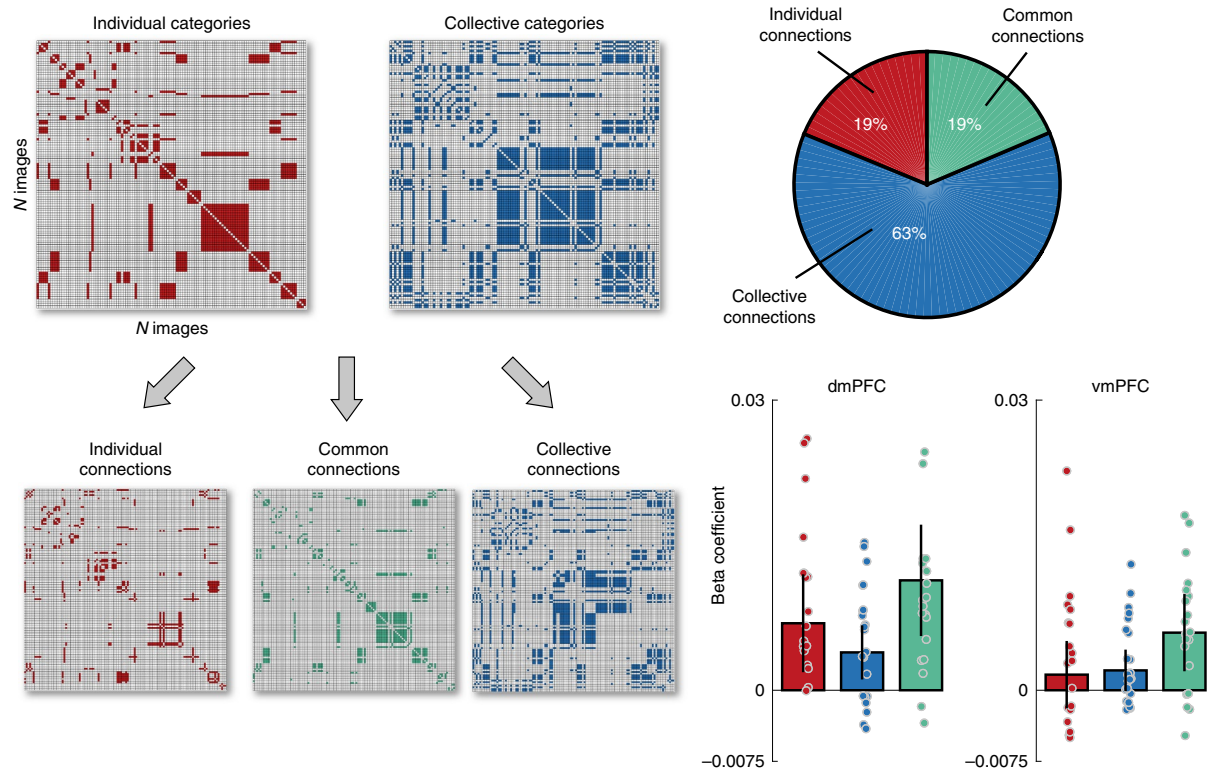 Individual categories
Collective categories
N images
N images
Individual
connections
Common
connections
19%
19%
63%
Collective
connections
Individual
connections
Common
connections
Collective
connections
dmPFC
vmPFC
Beta coefficient
0.03
0
–0.0075
0.03
0
–0.0075